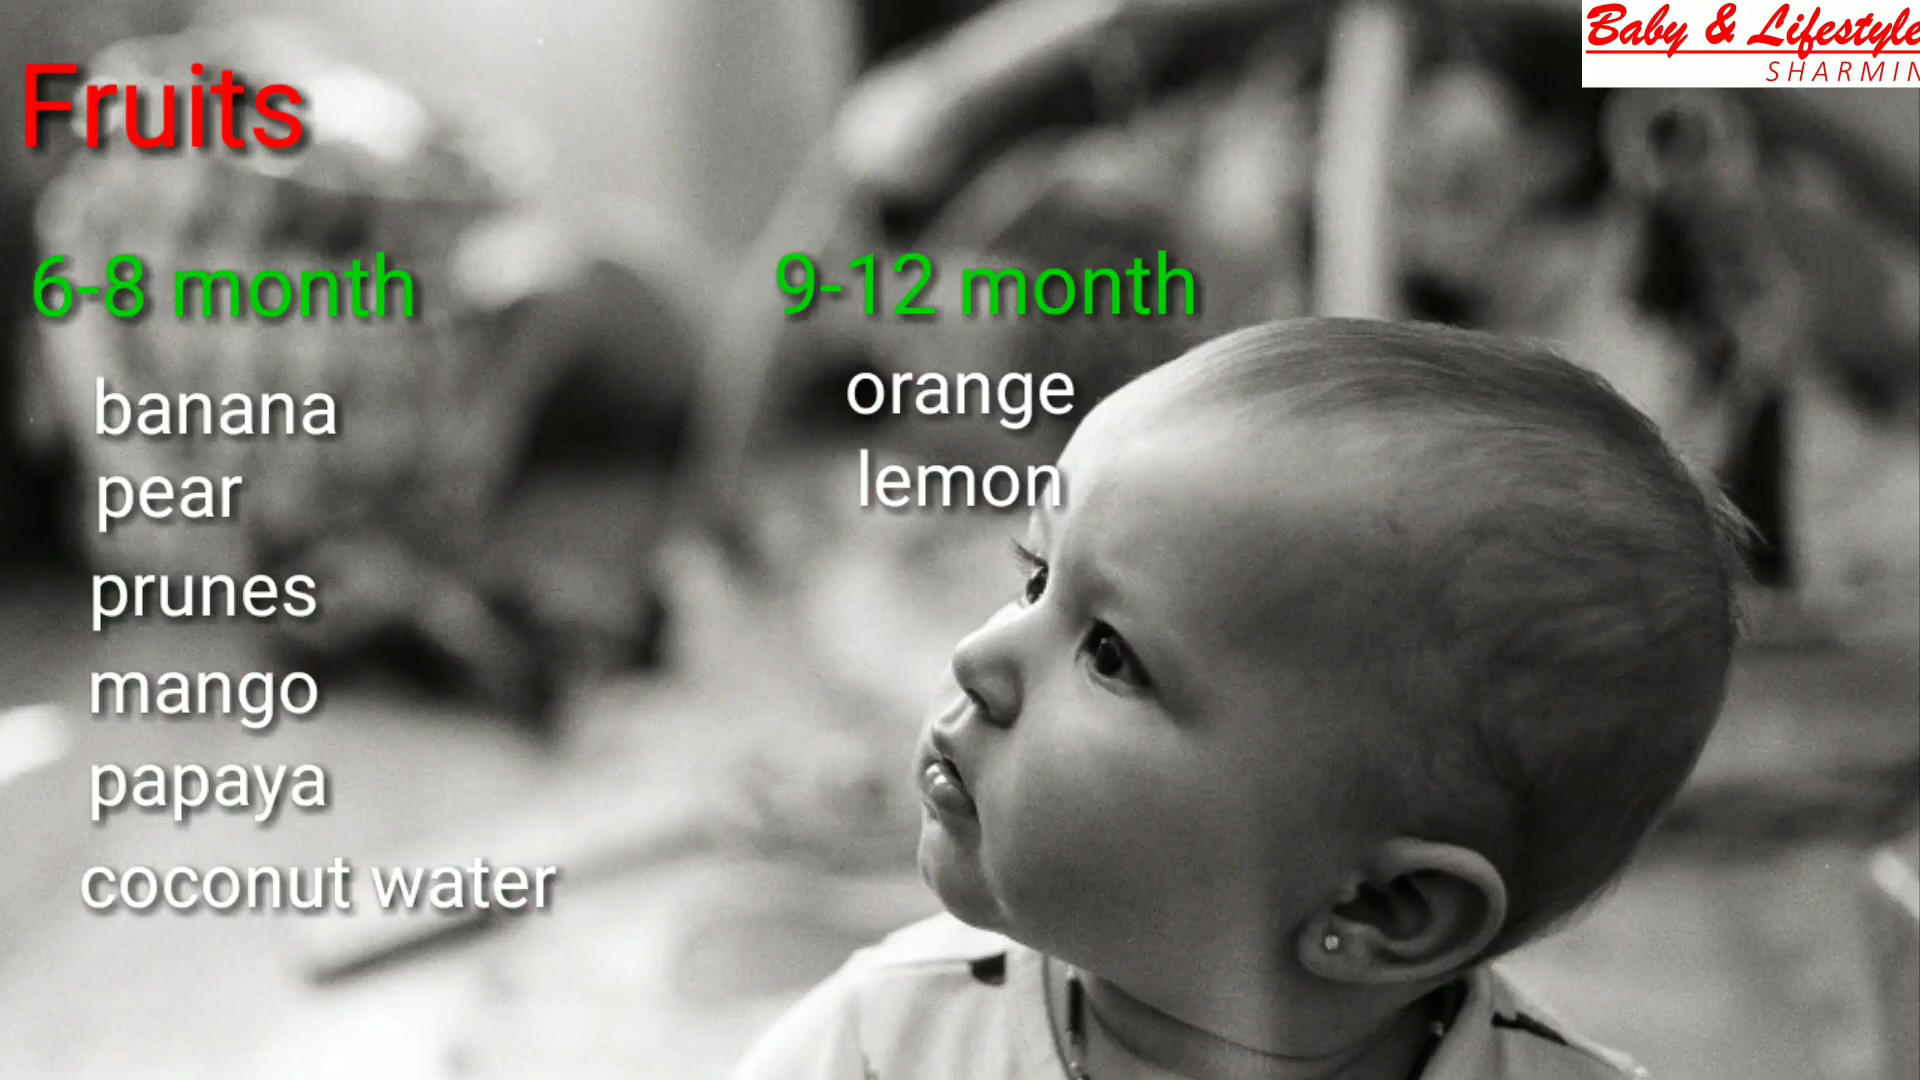 Baby & Lifestyle
SHARMIN
Fruits
6-8 month
banana
pear
prunes
mango
papaya
coconut water
9-12 month
orange
lemon